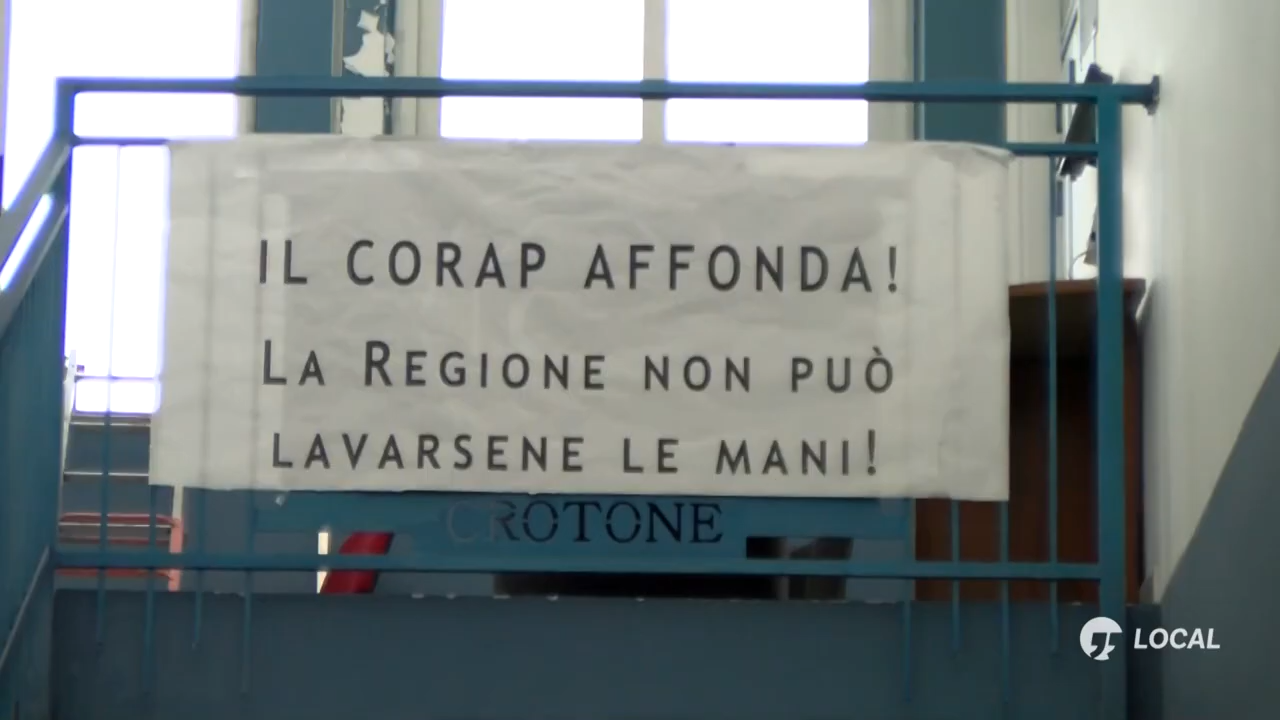 IL CORAP AFFONDA!
LA REGIONE NON PUÒ
LAVARSENE LE MANI!
CROTONE
LOCAL